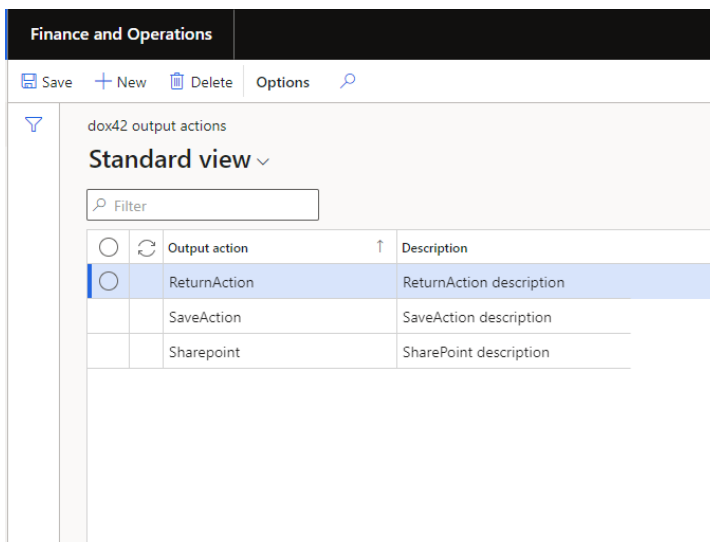 Finance and Operations
Save New Delete Options
dox42 output actions
Standard view
Filter
Output action Description
ReturnAction ReturnAction description
SaveAction SaveAction description
Sharepoint SharePoint description